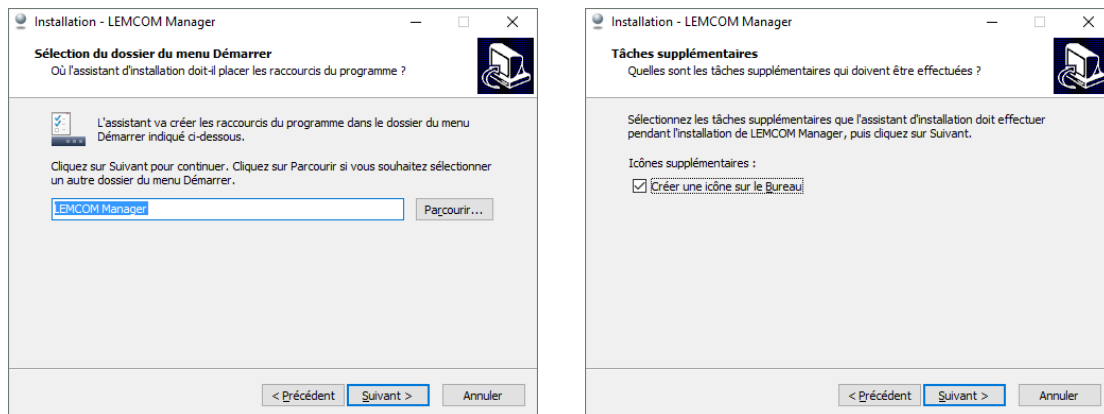 Installation - LEMCOM Manager
Sélection du dossier du menu Démarrer
Où l'assistant d'installation doit-il placer les raccourcis du programme ?
L'assistant va créer les raccourcis du programme dans le dossier du menu
Démarrer indiqué ci-dessous.
Cliquez sur Suivant pour continuer. Cliquez sur Parcourir si vous souhaitez sélectionner
un autre dossier du menu Démarrer.
LEMCOM Manager
Parcourir...
< Précédent
Suivant >
Annuler
Installation - LEMCOM Manager
Tâches supplémentaires
Quelles sont les tâches supplémentaires qui doivent être effectuées ?
Sélectionnez les tâches supplémentaires que l'assistant d'installation doit effectuer
pendant l'installation de LEMCOM Manager, puis cliquez sur Suivant.
Icônes supplémentaires :
Créer une icône sur le Bureau
< Précédent
Suivant >
Annuler